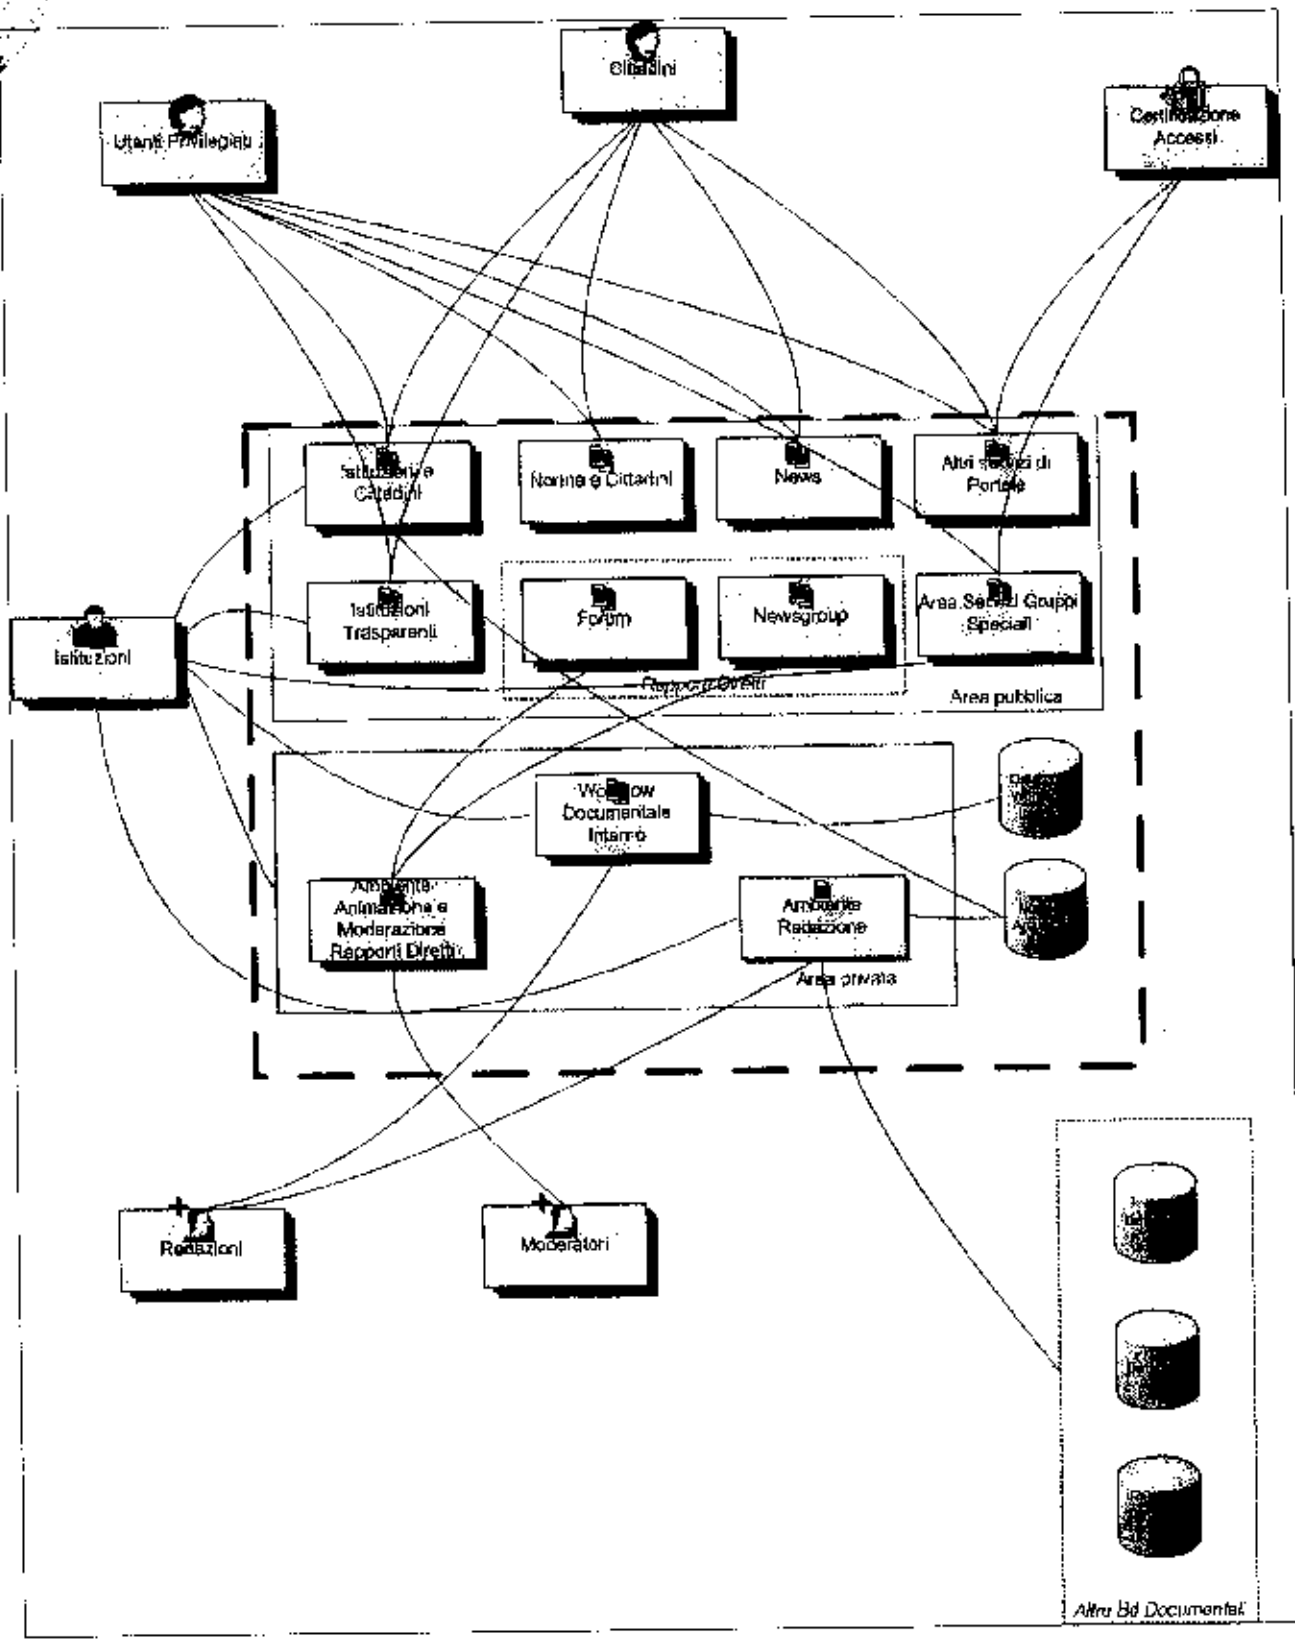 Cittadini
Utenti Privilegiati
Certificazione
Accessi
Istituzioni e
Cittadini
Norme e Cittadini
News
Altri servizi di
Portale
Istituzioni
Trasparenti
Forum
Newsgroup
Area Servizi Gruppi
Speciali
Istituzioni
Rapporti Diretti
Area pubblica
Workflow
Documentale
Interno
Ambiente
Animazione e
Moderazione
Rapporti Diretti
Ambiente
Redazione
Area privata
Redazioni
Moderatori
Altre Bd Documentali